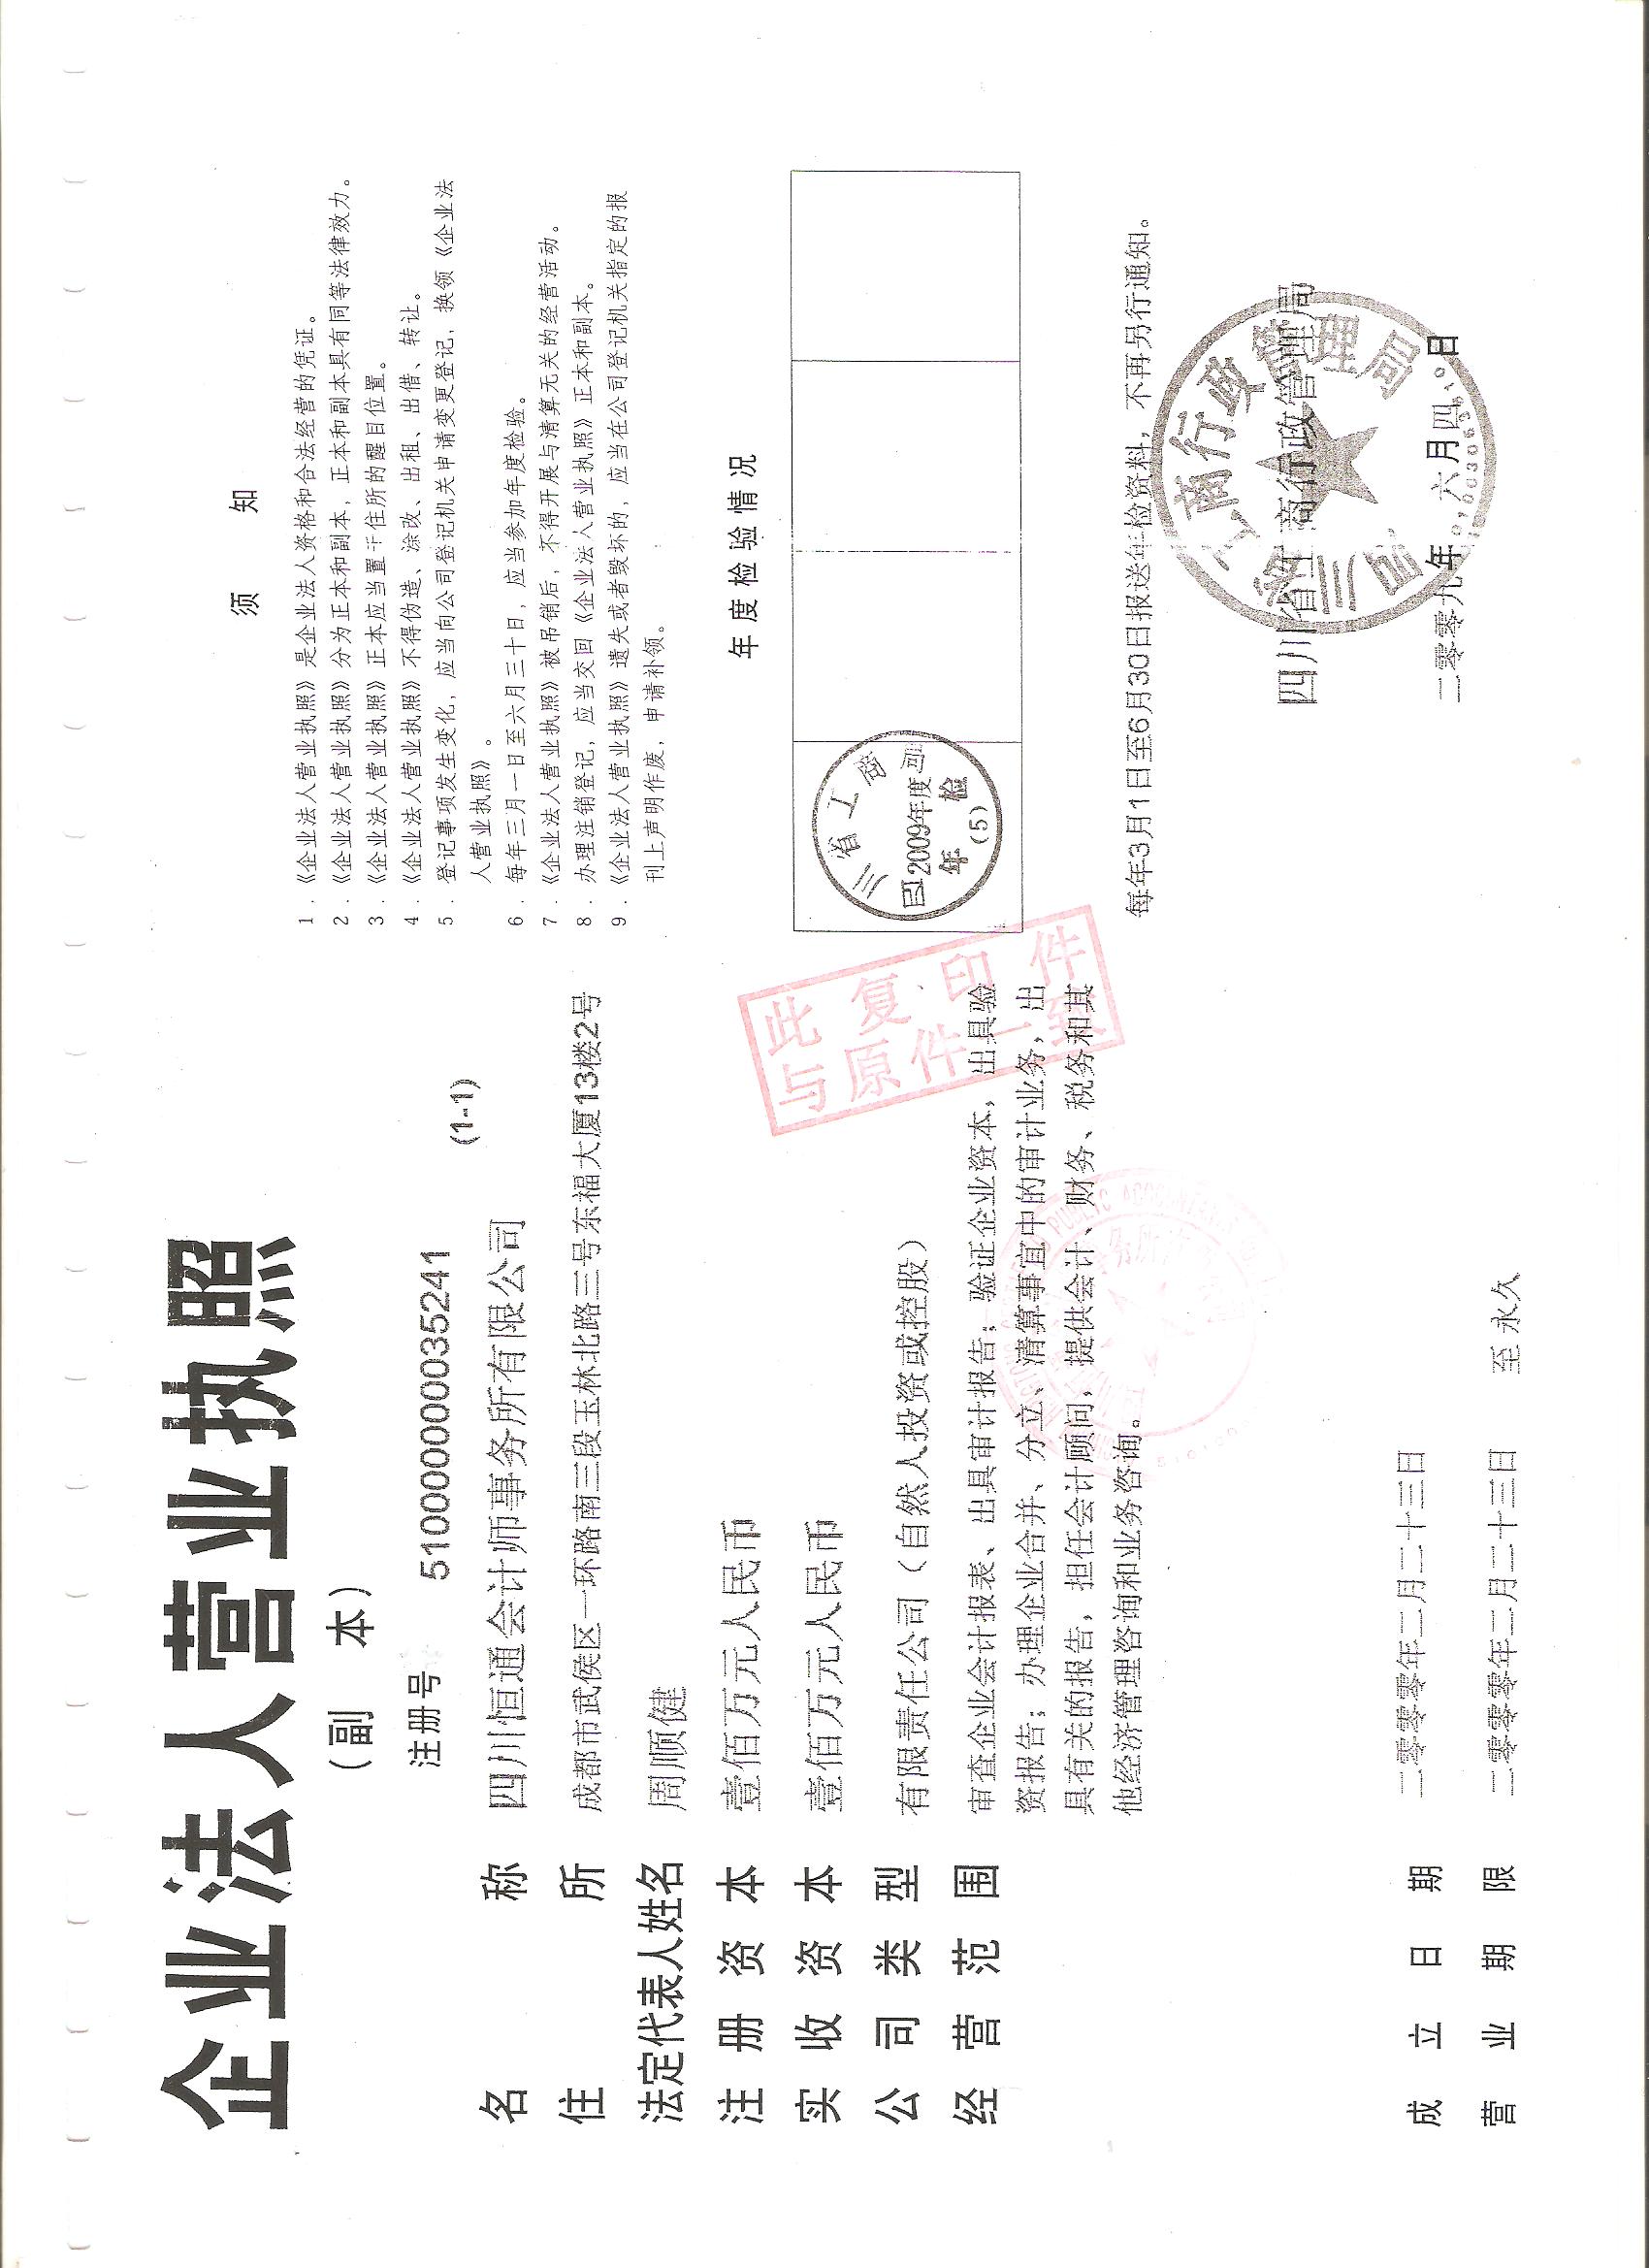 企业法人营业执照
（副 本）
注册号 510000000035241
(1-1)
名 称 四川恒通会计师事务所有限公司
住 所 成都市武侯区一环路南三段玉林北路三号东福大厦13楼2号
法定代表人姓名 周顺健
注 册 资 本 壹佰万元人民币
实 收 资 本 壹佰万元人民币
公 司 类 型 有限责任公司（自然人投资或控股）
经 营 范 围 审查企业会计报表、出具审计报告；验证企业资本，出具验
资报告；办理企业合并、分立、清算事宜中的审计业务，出
具有关的报告，担任会计顾问，提供会计、财务、税务和其
他经济管理咨询和业务咨询。
成 立 日 期 二零零零年二月二十三日
营 业 期 限 二零零零年二月二十三日 至 永久
此复印件
与原件一致
须 知
1．《企业法人营业执照》是企业法人资格和合法经营的凭证。
2．《企业法人营业执照》分为正本和副本，正本和副本具有同等法律效力。
3．《企业法人营业执照》正本应当置于住所的醒目位置。
4．《企业法人营业执照》不得伪造、涂改、出租、出借、转让。
5．登记事项发生变化，应当向公司登记机关申请变更登记，换领《企业法
人营业执照》。
6．每年三月一日至六月三十日，应当参加年度检验。
7．《企业法人营业执照》被吊销后，不得开展与清算无关的经营活动。
8．办理注销登记，应当交回《企业法人营业执照》正本和副本。
9．《企业法人营业执照》遗失或者毁坏的，应当在公司登记机关指定的报
刊上声明作废，申请补领。
年度检验情况
省工商
2009年度
年检
(5)
每年3月1日至6月30日报送年检资料，不再另行通知。
四川省工商行政管理局
商行政管理局
二零零九年六月四日